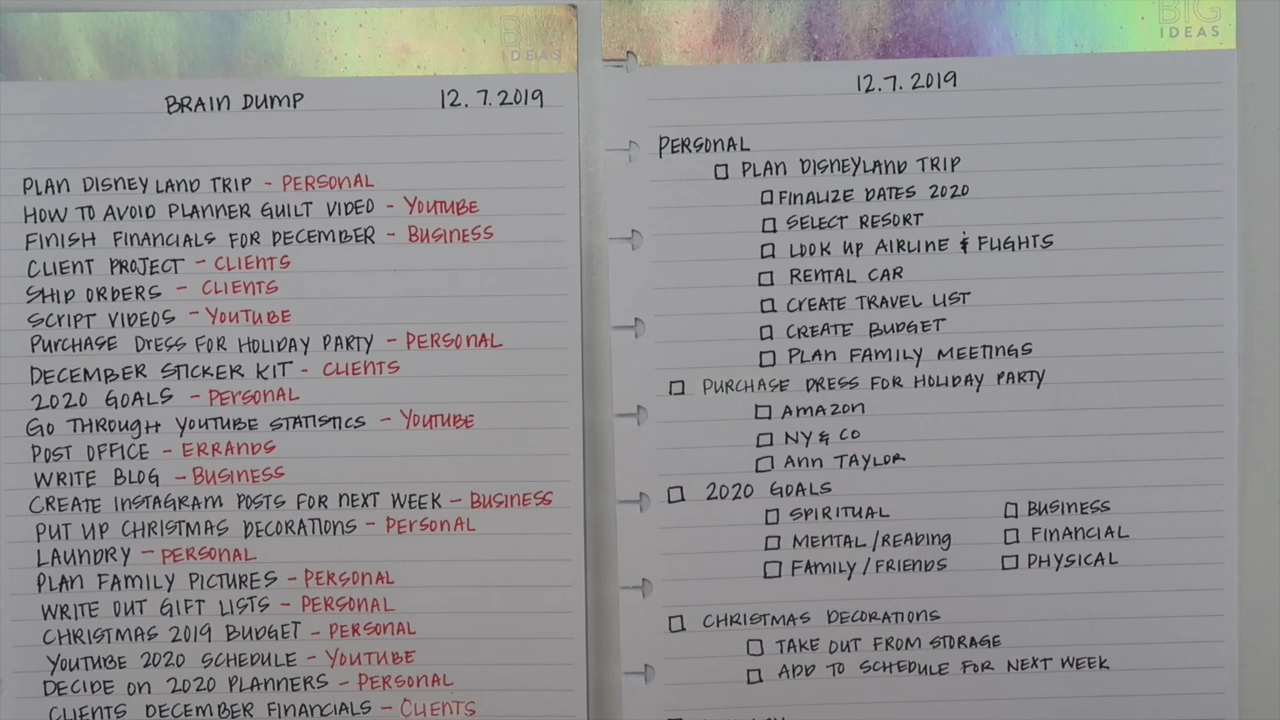 BIG
IDEAS
BRAIN DUMP 12.7.2019
PLAN DISNEYLAND TRIP - PERSONAL
HOW TO AVOID PLANNER GUILT VIDEO - YOUTUBE
FINISH FINANCIALS FOR DECEMBER - BUSINESS
CLIENT PROJECT - CLIENTS
SHIP ORDERS - CLIENTS
SCRIPT VIDEOS - YOUTUBE
PURCHASE DRESS FOR HOLIDAY PARTY - PERSONAL
DECEMBER STICKER KIT - CLIENTS
2020 GOALS - PERSONAL
GO THROUGH YOUTUBE STATISTICS - YOUTUBE
POST OFFICE - ERRANDS
WRITE BLOG - BUSINESS
CREATE INSTAGRAM POSTS FOR NEXT WEEK - BUSINESS
PUT UP CHRISTMAS DECORATIONS - PERSONAL
LAUNDRY - PERSONAL
PLAN FAMILY PICTURES - PERSONAL
WRITE OUT GIFT LISTS - PERSONAL
CHRISTMAS 2019 BUDGET - PERSONAL
YOUTUBE 2020 SCHEDULE - YOUTUBE
DECIDE ON 2020 PLANNERS - PERSONAL
CLIENTS DECEMBER FINANCIALS - CLIENTS
BIG
IDEAS
12.7.2019
PERSONAL
PLAN DISNEYLAND TRIP
FINALIZE DATES 2020
SELECT RESORT
LOOK UP AIRLINE & FLIGHTS
RENTAL CAR
CREATE TRAVEL LIST
CREATE BUDGET
PLAN FAMILY MEETINGS
PURCHASE DRESS FOR HOLIDAY PARTY
AMAZON
NY & CO
ANN TAYLOR
2020 GOALS
SPIRITUAL BUSINESS
MENTAL/READING FINANCIAL
FAMILY/FRIENDS PHYSICAL
CHRISTMAS DECORATIONS
TAKE OUT FROM STORAGE
ADD TO SCHEDULE FOR NEXT WEEK